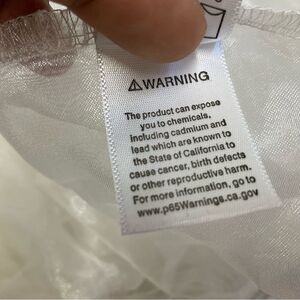 ⚠WARNING
The product can expose
you to chemicals,
including cadmium and
lead which are known to
the State of California to
cause cancer, birth defects
or other reproductive harm.
For more information, go to
www.p65Warnings.ca.gov